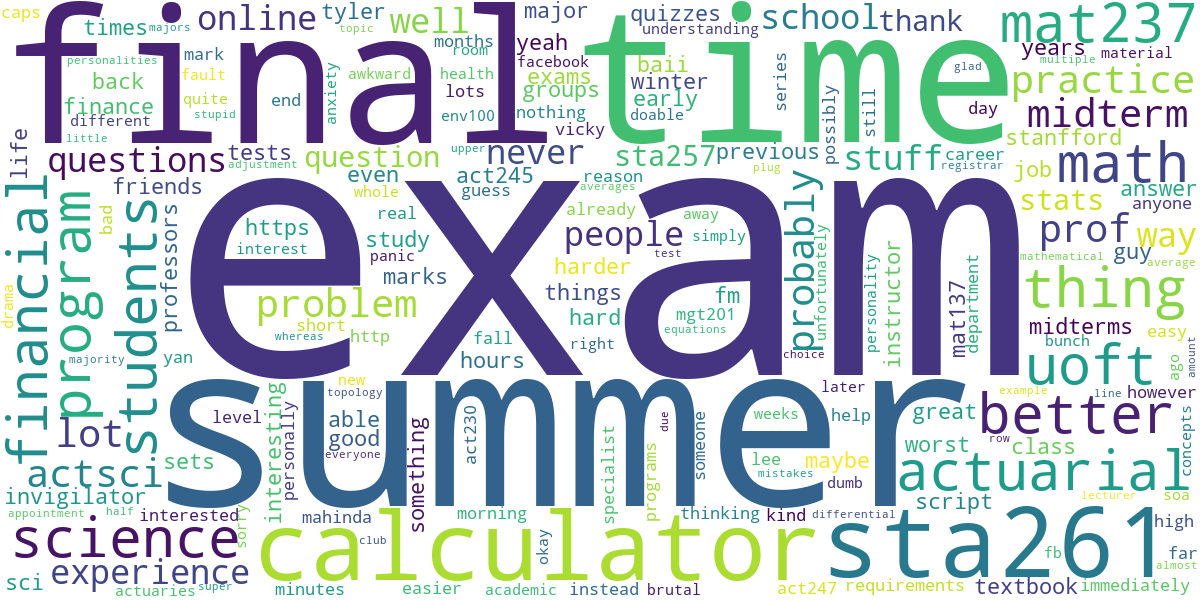 final
time
exam
summer
calculator
sta261
caps
times
majors
online
tyler
well
topic
major
months
room
yeah
facebook
quizzes
understanding
school
thank
mat237
years
multiple
material
personalities
mark
fault
back
finance
quite
different
stupid
little
end
anxiety
awkward
health
lots
env100
exams
groups
nothing
vicky
baii
winter
early
doable
series
possibly
still
glad
day
practice
midterm
stanfford
life
questions
tests
adjustment
question
upper
never
sta257
previous
plug
stuff
career
registrar
job
math
answer
anyone
friends
even
whole
act245
guess
reason
averages
already
away
simply
test
people
probably
unfortunately
stats
prof
way
guy
mathematical
average
financial
program
bad
students
professors
https
interest
real
study
panic
marks
harder
things
fm
mgt201
equations
personality
instructor
mat137
department
thing
midterms
bunch
easy
drama
majority
yan
problem
short
whereas
http
fall
hours
hard
right
choice
uoft
example
line
however
ago
amount
lot
actsci
sets
level
interesting
new
topology
personally
able
good
everyone
something
act230
specialist
programs
due
someone
weeks
lee
mistakes
later
help
maybe
dumb
great
worst
row
class
better
concepts
actuarial
invigilator
appointment
half
interested
sorry
mahinda
club
morning
okay
thinking
kind
differential
script
lecturer
soa
high
science
experience
sci
actuaries
super
minutes
easier
academic
instead
brutal
act247
requirements
textbook
fb
immediately
far
almost